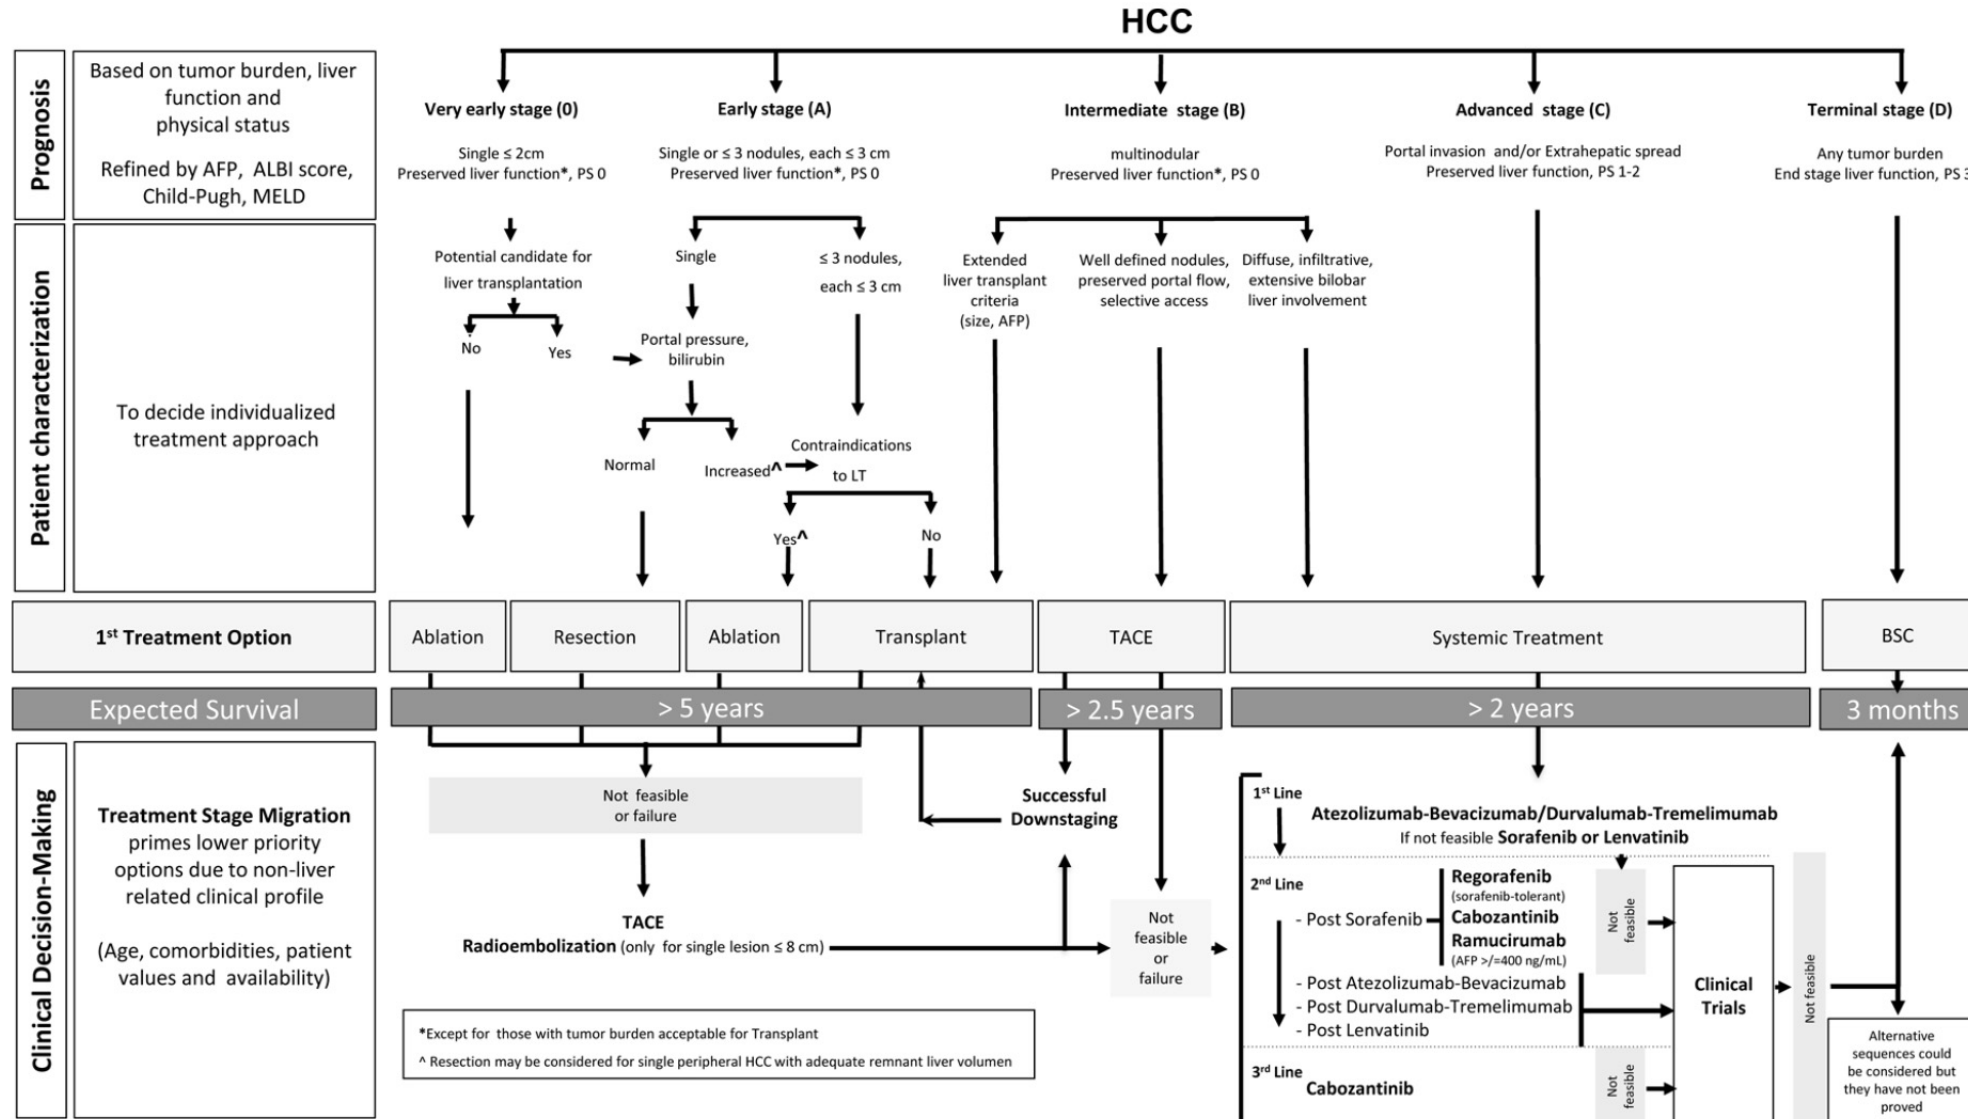 HCC
Prognosis
Based on tumor burden, liver
function and
physical status
Refined by AFP, ALBI score,
Child-Pugh, MELD
Very early stage (0)
Single ≤ 2cm
Preserved liver function*, PS 0
Early stage (A)
Single or ≤ 3 nodules, each ≤ 3 cm
Preserved liver function*, PS 0
Intermediate stage (B)
multinodular
Preserved liver function*, PS 0
Advanced stage (C)
Portal invasion and/or Extrahepatic spread
Preserved liver function, PS 1-2
Terminal stage (D)
Any tumor burden
End stage liver function, PS 3
Patient characterization
To decide individualized
treatment approach
Potential candidate for
liver transplantation
No
Yes
Single
Portal pressure,
bilirubin
Normal
Increased^
≤ 3 nodules,
each ≤ 3 cm
Contraindications
to LT
Yes^
No
Extended
liver transplant
criteria
(size, AFP)
Well defined nodules,
preserved portal flow,
selective access
Diffuse, infiltrative,
extensive bilobar
liver involvement
1st Treatment Option
Ablation
Resection
Ablation
Transplant
TACE
Systemic Treatment
BSC
Expected Survival
> 5 years
> 2.5 years
> 2 years
3 months
Clinical Decision-Making
Treatment Stage Migration
primes lower priority
options due to non-liver
related clinical profile
(Age, comorbidities, patient
values and availability)
Not feasible
or failure
TACE
Radioembolization (only for single lesion ≤ 8 cm)
Successful
Downstaging
Not
feasible
or
failure
1st Line
Atezolizumab-Bevacizumab/Durvalumab-Tremelimumab
If not feasible Sorafenib or Lenvatinib
2nd Line
- Post Sorafenib
Regorafenib
(sorafenib-tolerant)
Cabozantinib
Ramucirumab
(AFP >/=400 ng/mL)
Not
feasible
- Post Atezolizumab-Bevacizumab
- Post Durvalumab-Tremelimumab
- Post Lenvatinib
3rd Line
Cabozantinib
Not
feasible
Clinical
Trials
Not feasible
Alternative
sequences could
be considered but
they have not been
proved
*Except for those with tumor burden acceptable for Transplant
^ Resection may be considered for single peripheral HCC with adequate remnant liver volumen